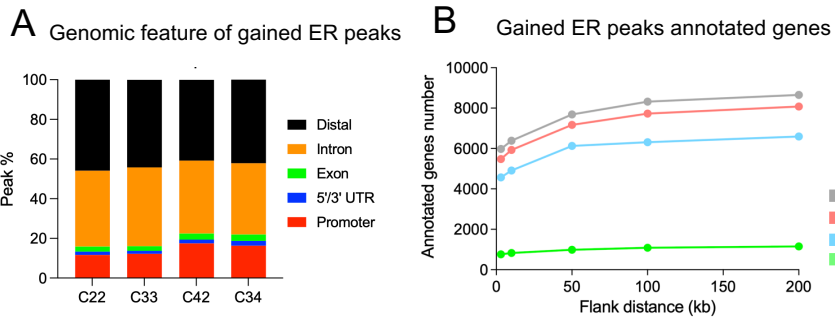 A Genomic feature of gained ER peaks
Peak %
100
80
60
40
20
0
C22 C33 C42 C34
Distal
Intron
Exon
5'/3' UTR
Promoter
B Gained ER peaks annotated genes
Annotated genes number
10000
8000
6000
4000
2000
0
0 50 100 150 200
Flank distance (kb)